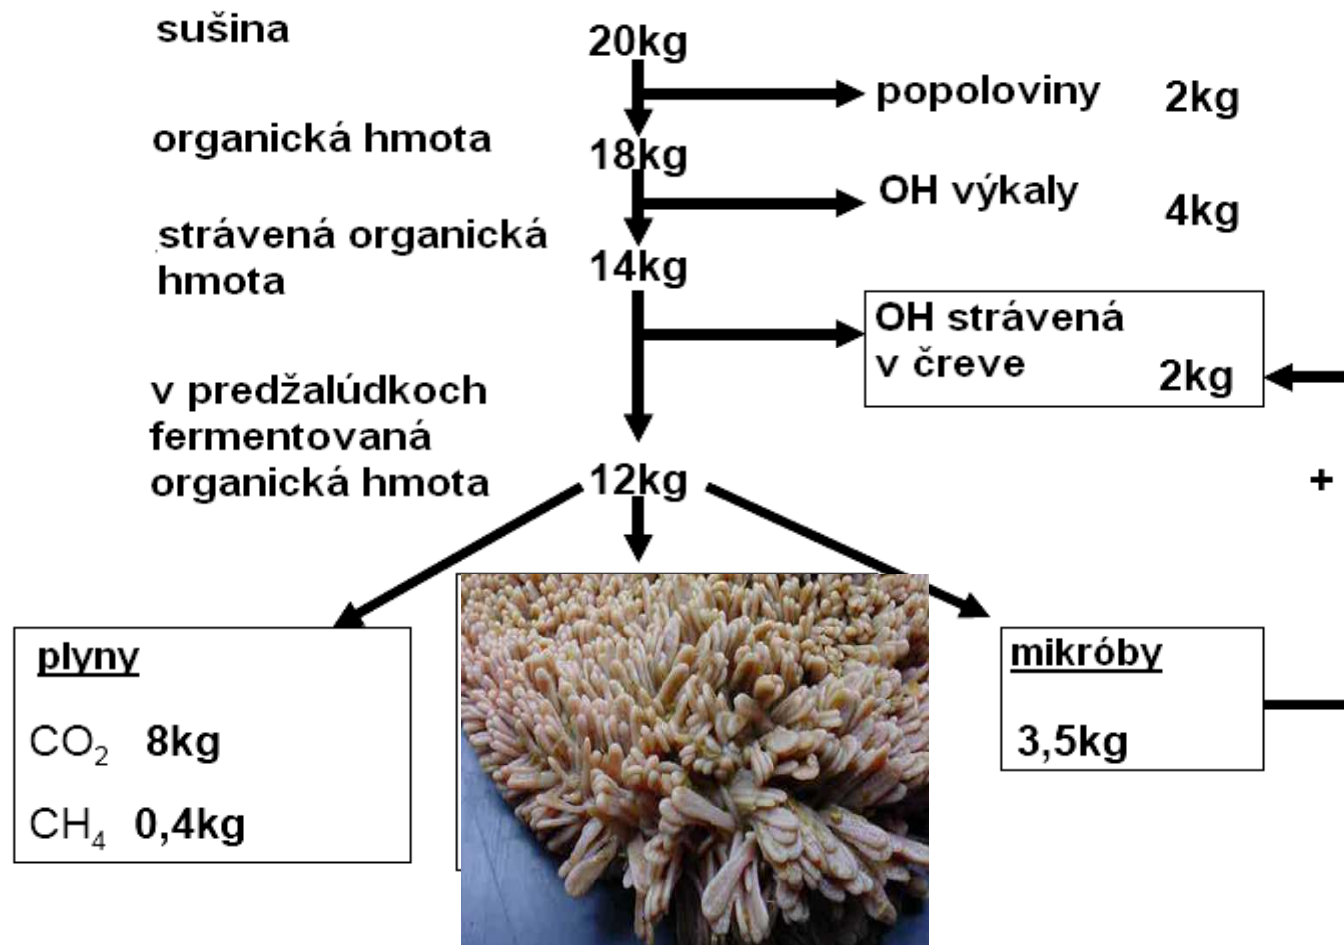 sušina
20kg
popoloviny 2kg
organická hmota
18kg
OH výkaly 4kg
strávená organická
hmota
14kg
OH strávená
v čreve 2kg
v predžalúdkoch
fermentovaná
organická hmota
12kg
+
plyny
CO₂ 8kg
CH₄ 0,4kg
mikróby
3,5kg